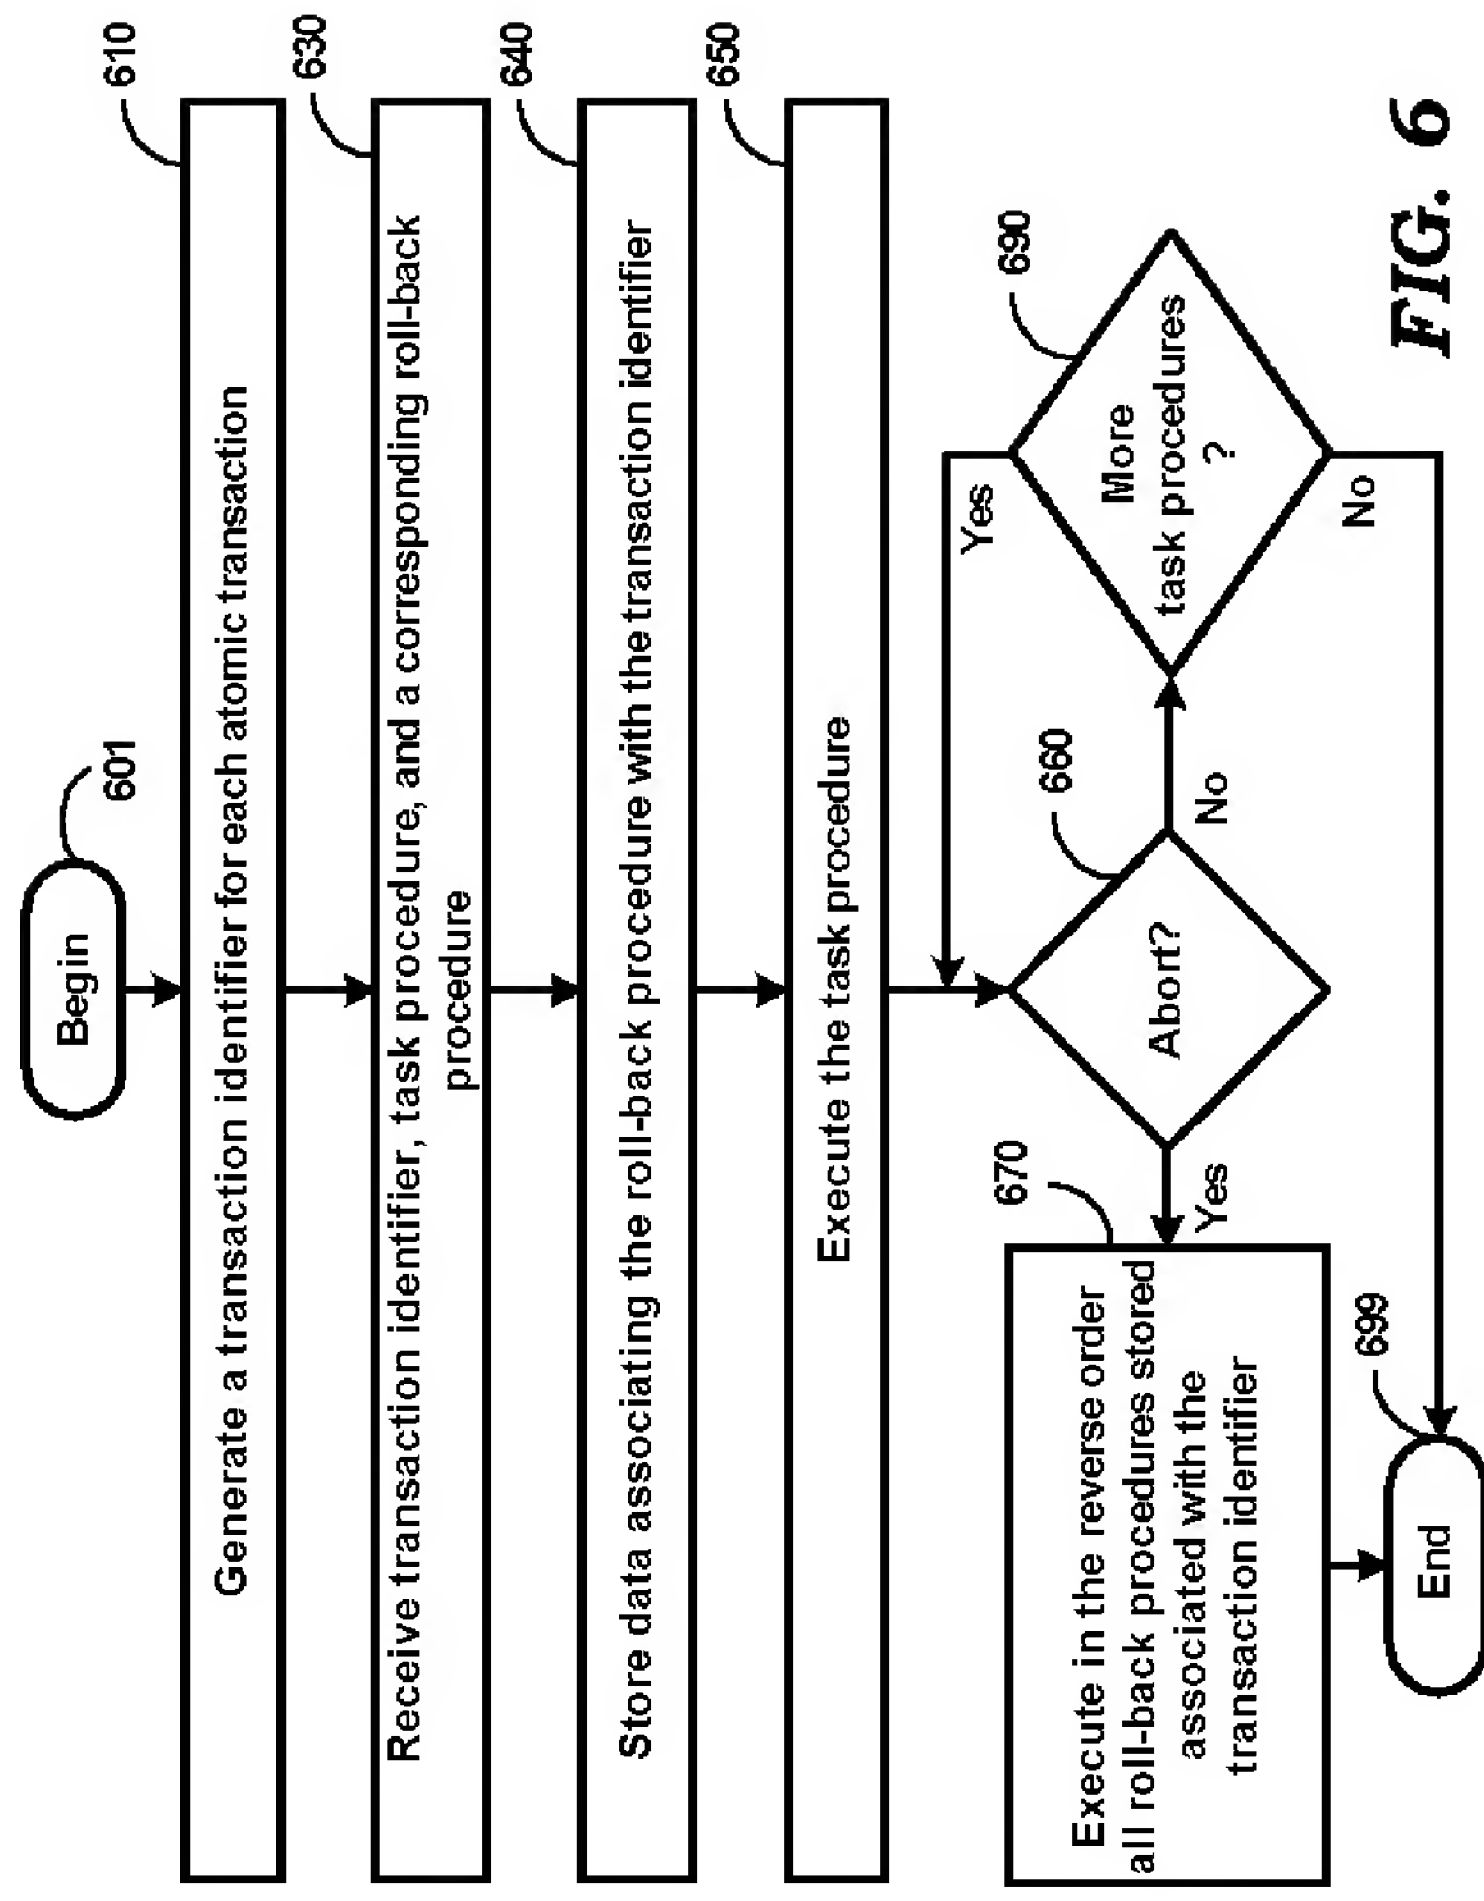 Begin
601
610
Generate a transaction identifier for each atomic transaction
630
Receive transaction identifier, task procedure, and a corresponding roll-back
procedure
640
Store data associating the roll-back procedure with the transaction identifier
650
Execute the task procedure
670
Execute in the reverse order
all roll-back procedures stored
associated with the
transaction identifier
Yes
Abort?
660
No
690
More
task procedures
?
Yes
No
End
699
FIG. 6